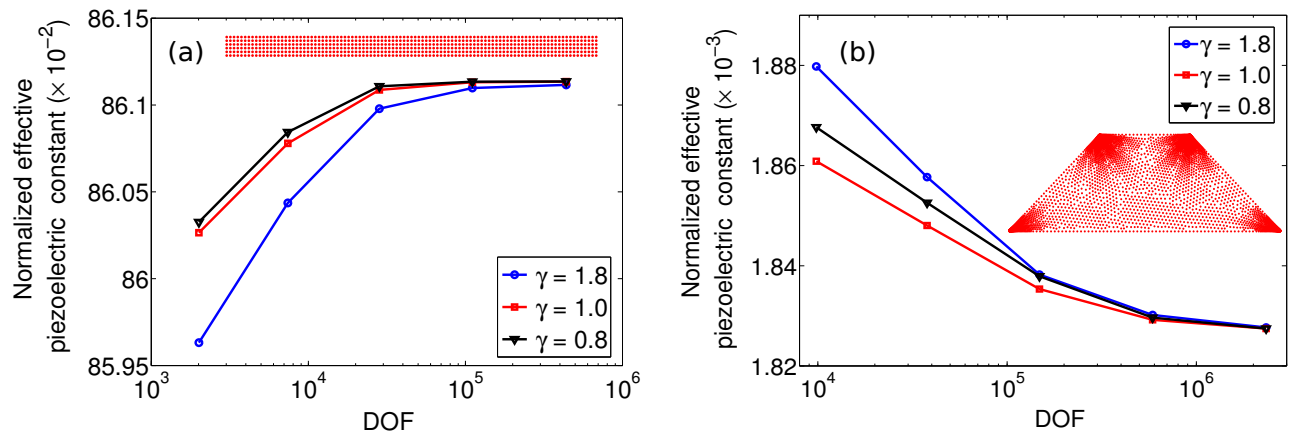 (a)
Normalized effective
piezoelectric constant (× 10⁻²)
86.15
86.1
86.05
86
85.95
10³
10⁴
10⁵
10⁶
DOF
γ = 1.8
γ = 1.0
γ = 0.8
(b)
Normalized effective
piezoelectric constant (× 10⁻³)
1.88
1.86
1.84
1.82
10⁴
10⁵
10⁶
DOF
γ = 1.8
γ = 1.0
γ = 0.8